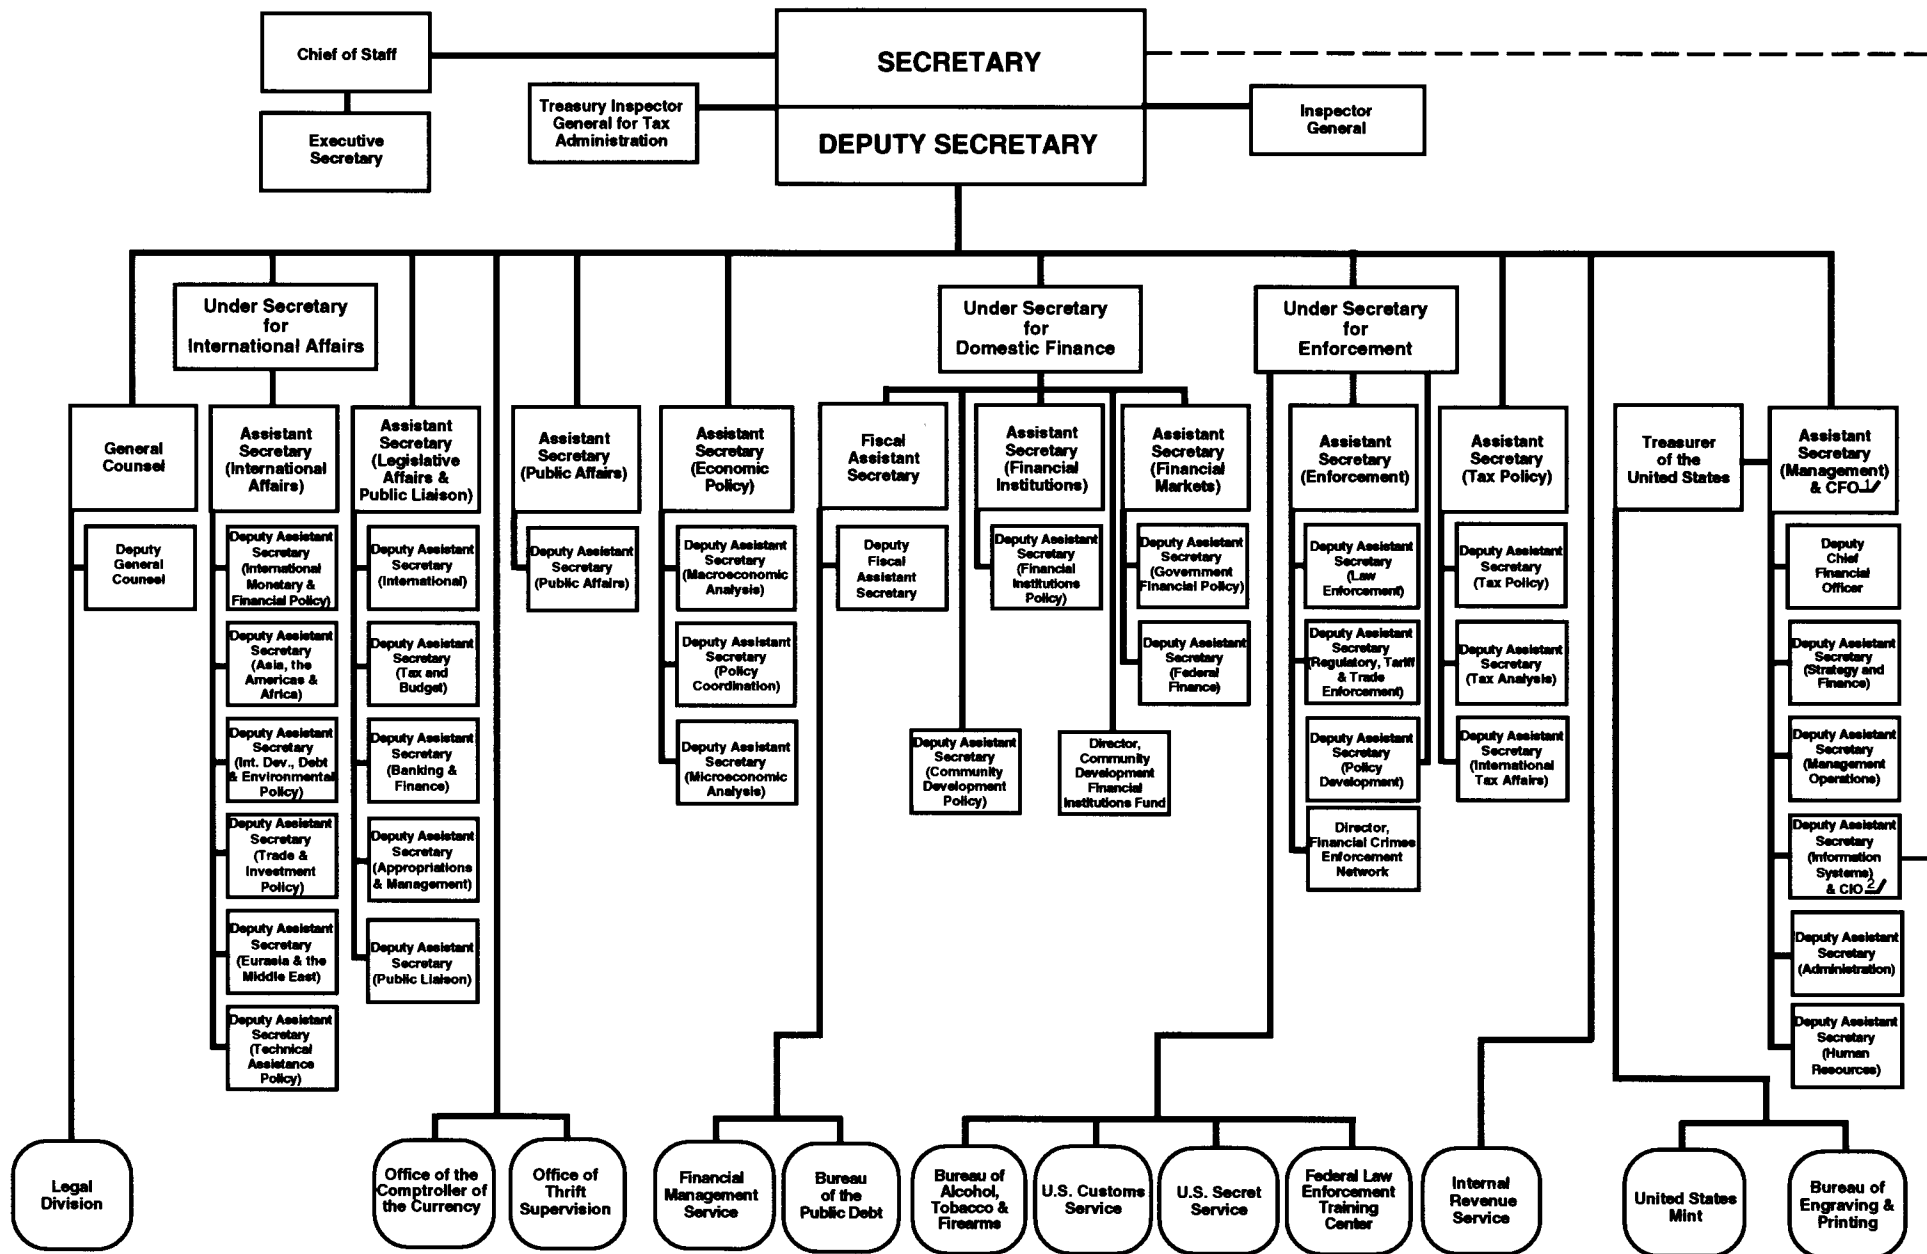 Chief of Staff
SECRETARY
Treasury Inspector
General for Tax
Administration
Inspector
General
Executive
Secretary
DEPUTY SECRETARY
Under Secretary
for
International Affairs
Under Secretary
for
Domestic Finance
Under Secretary
for
Enforcement
General
Counsel
Assistant
Secretary
(International
Affairs)
Assistant
Secretary
(Legislative
Affairs &
Public Liaison)
Assistant
Secretary
(Public Affairs)
Assistant
Secretary
(Economic
Policy)
Fiscal
Assistant
Secretary
Assistant
Secretary
(Financial
Institutions)
Assistant
Secretary
(Financial
Markets)
Assistant
Secretary
(Enforcement)
Assistant
Secretary
(Tax Policy)
Treasurer
of the
United States
Assistant
Secretary
(Management)
& CFO 1/
Deputy
General
Counsel
Deputy Assistant
Secretary
(International
Monetary &
Financial Policy)
Deputy Assistant
Secretary
(Asia, the
Americas &
Africa)
Deputy Assistant
Secretary
(Int. Dev., Debt
& Environmental
Policy)
Deputy Assistant
Secretary
(Trade &
Investment
Policy)
Deputy Assistant
Secretary
(Eurasia & the
Middle East)
Deputy Assistant
Secretary
(Technical
Assistance
Policy)
Deputy Assistant
Secretary
(International)
Deputy Assistant
Secretary
(Tax and
Budget)
Deputy Assistant
Secretary
(Banking &
Finance)
Deputy Assistant
Secretary
(Appropriations
& Management)
Deputy Assistant
Secretary
(Public Liaison)
Deputy Assistant
Secretary
(Public Affairs)
Deputy Assistant
Secretary
(Macroeconomic
Analysis)
Deputy Assistant
Secretary
(Policy
Coordination)
Deputy Assistant
Secretary
(Microeconomic
Analysis)
Deputy
Fiscal
Assistant
Secretary
Deputy Assistant
Secretary
(Community
Development
Policy)
Deputy Assistant
Secretary
(Financial
Institutions
Policy)
Director,
Community
Development
Financial
Institutions Fund
Deputy Assistant
Secretary
(Government
Financial Policy)
Deputy Assistant
Secretary
(Federal
Finance)
Deputy Assistant
Secretary
(Law
Enforcement)
Deputy Assistant
Secretary
(Regulatory, Tariff
& Trade
Enforcement)
Deputy Assistant
Secretary
(Policy
Development)
Director,
Financial Crimes
Enforcement
Network
Deputy Assistant
Secretary
(Tax Policy)
Deputy Assistant
Secretary
(Tax Analysis)
Deputy Assistant
Secretary
(International
Tax Affairs)
Deputy
Chief
Financial
Officer
Deputy Assistant
Secretary
(Strategy and
Finance)
Deputy Assistant
Secretary
(Management
Operations)
Deputy Assistant
Secretary
(Information
Systems)
& CIO 2/
Deputy Assistant
Secretary
(Administration)
Deputy Assistant
Secretary
(Human
Resources)
Legal
Division
Office of the
Comptroller of
the Currency
Office of
Thrift
Supervision
Financial
Management
Service
Bureau
of the
Public Debt
Bureau of
Alcohol,
Tobacco &
Firearms
U.S. Customs
Service
U.S. Secret
Service
Federal Law
Enforcement
Training
Center
Internal
Revenue
Service
United States
Mint
Bureau of
Engraving &
Printing